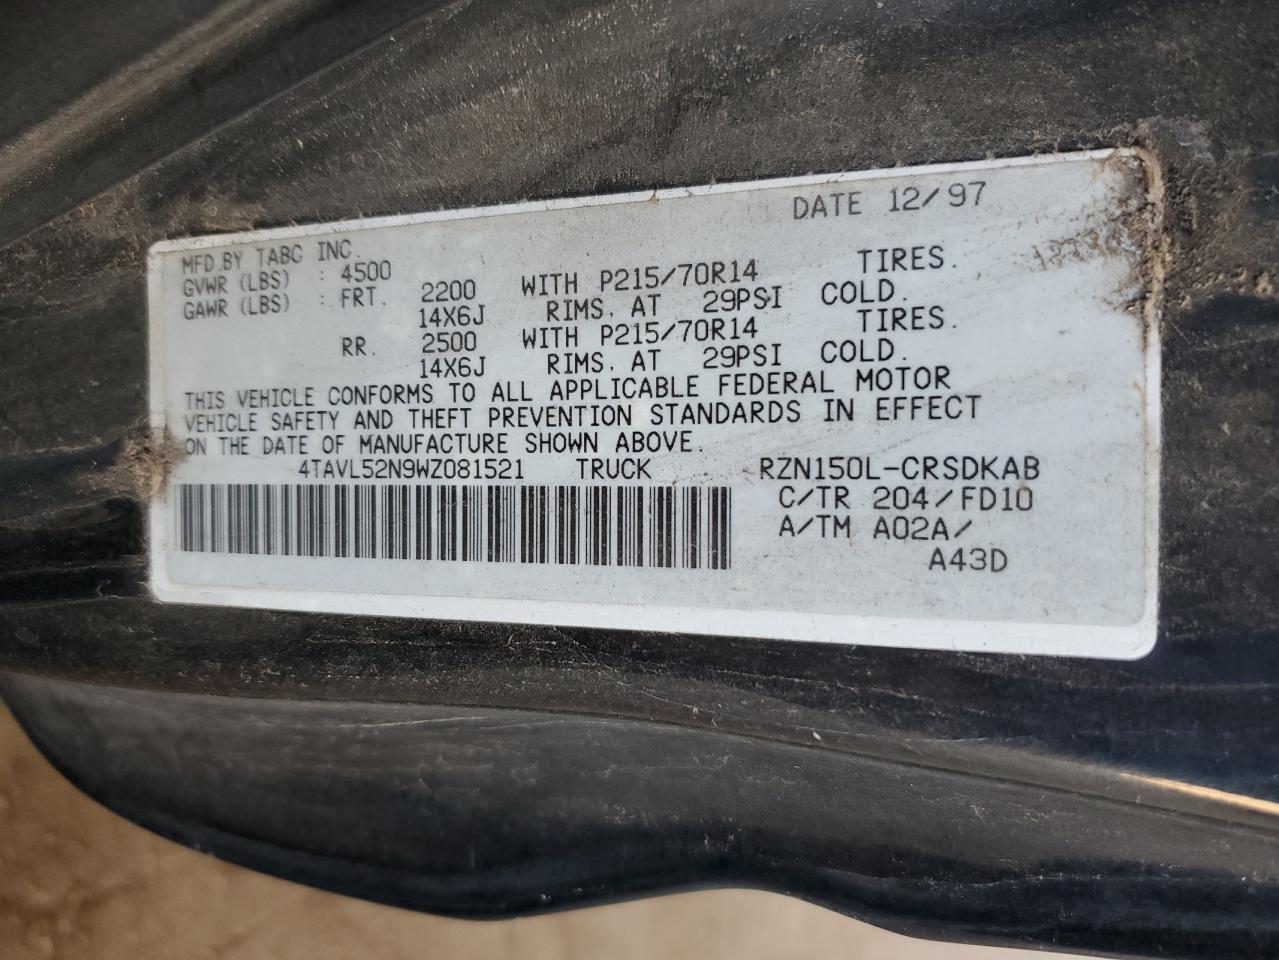 DATE 12/97
MFD.BY TABC INC.
GVWR (LBS) : 4500
GAWR (LBS) : FRT. 2200 WITH P215/70R14 TIRES.
14X6J RIMS. AT 29PSI COLD.
RR. 2500 WITH P215/70R14 TIRES.
14X6J RIMS. AT 29PSI COLD.
THIS VEHICLE CONFORMS TO ALL APPLICABLE FEDERAL MOTOR
VEHICLE SAFETY AND THEFT PREVENTION STANDARDS IN EFFECT
ON THE DATE OF MANUFACTURE SHOWN ABOVE.
4TAVL52N9WZ081521 TRUCK RZN150L-CRSDKAB
C/TR 204/FD10
A/TM A02A/
A43D